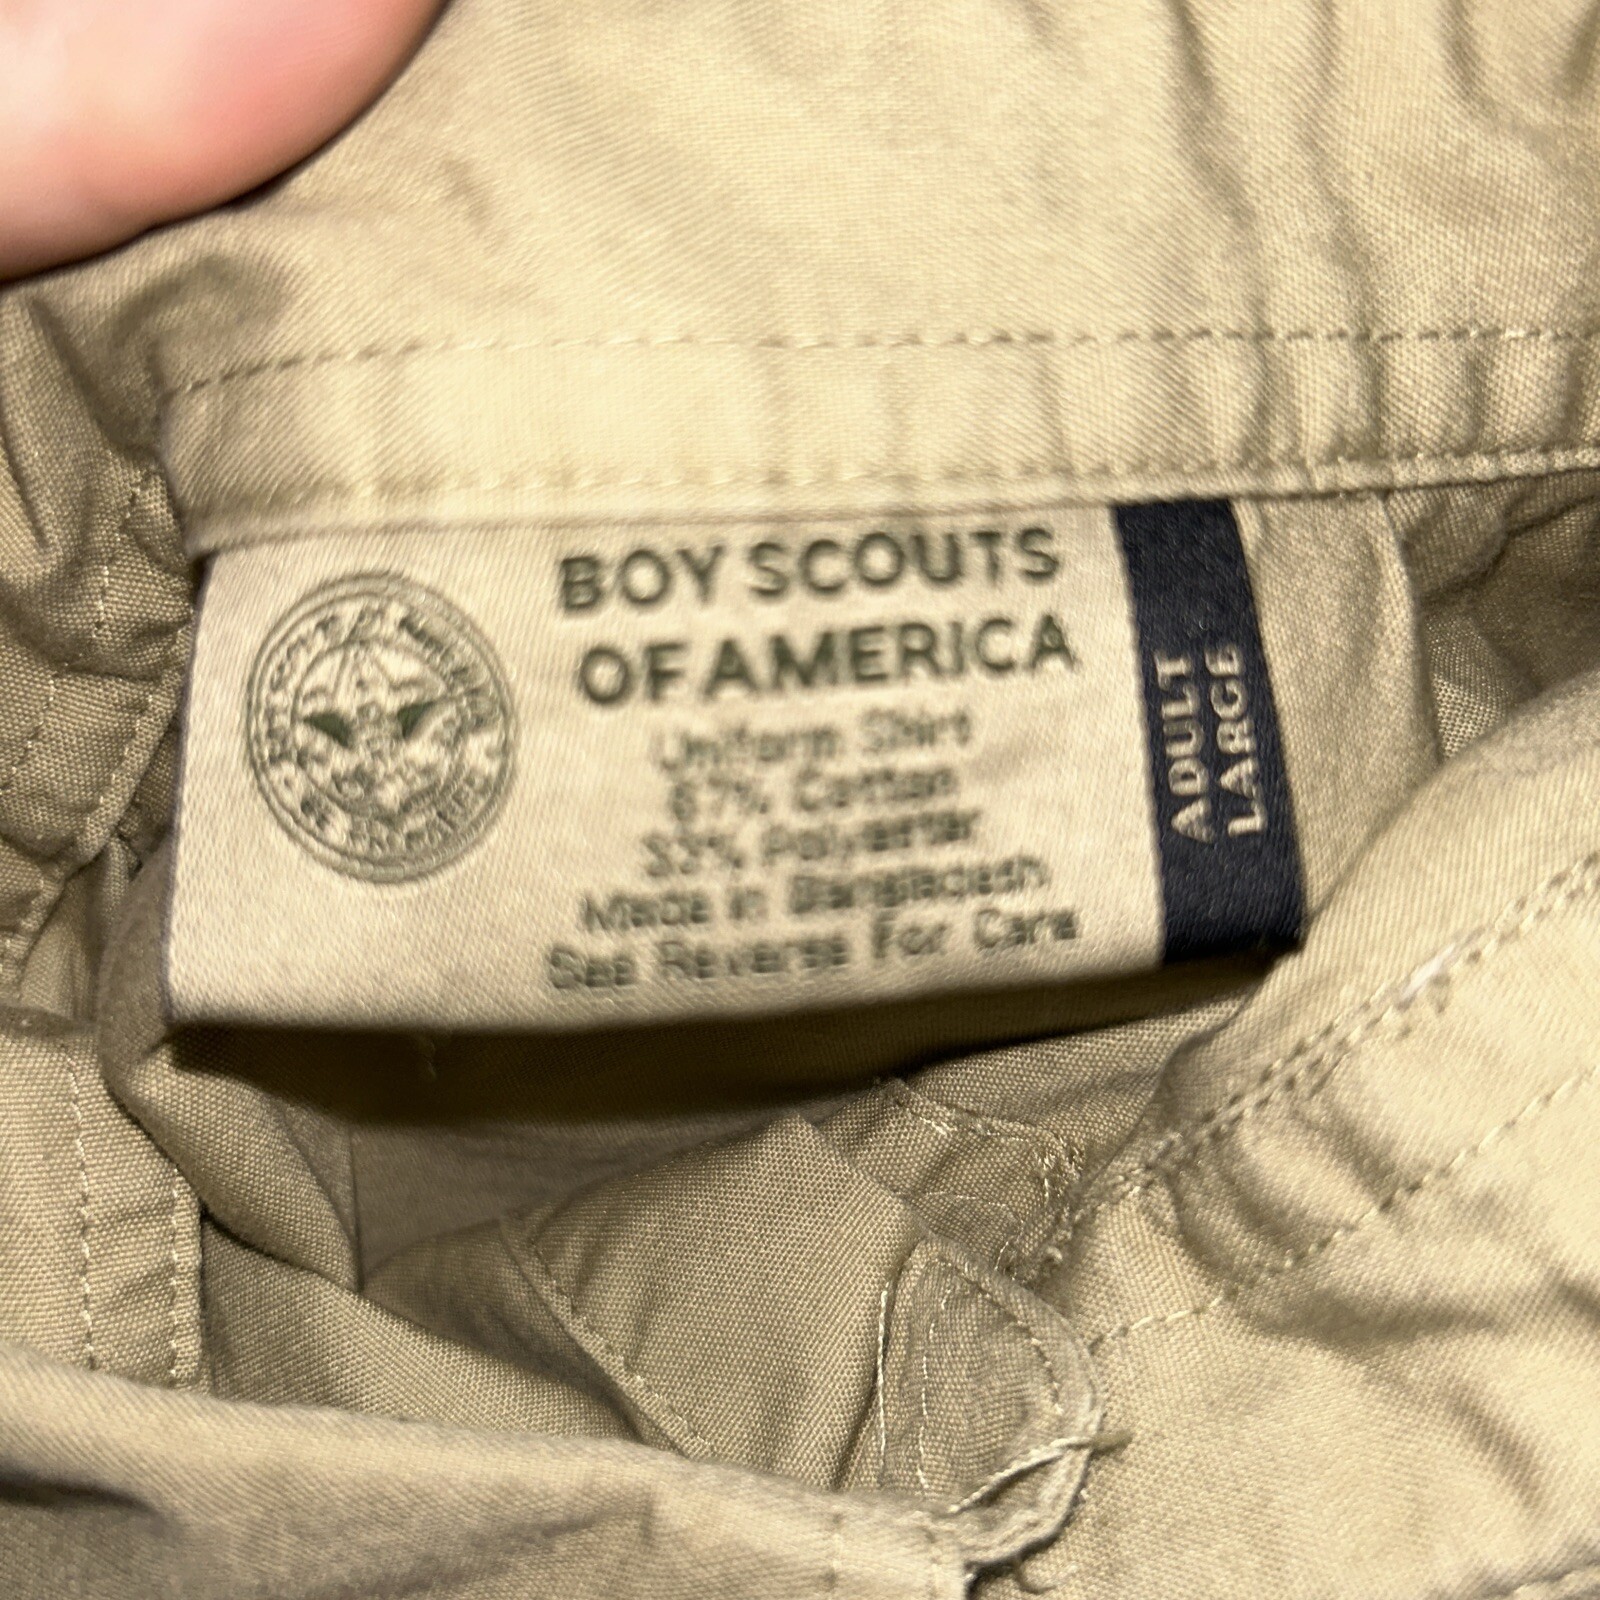 BOY SCOUTS
OF AMERICA
Uniform Shirt
67% Cotton
33% Polyester
Made in Bangladesh
See Reverse For Care
ADULT
LARGE